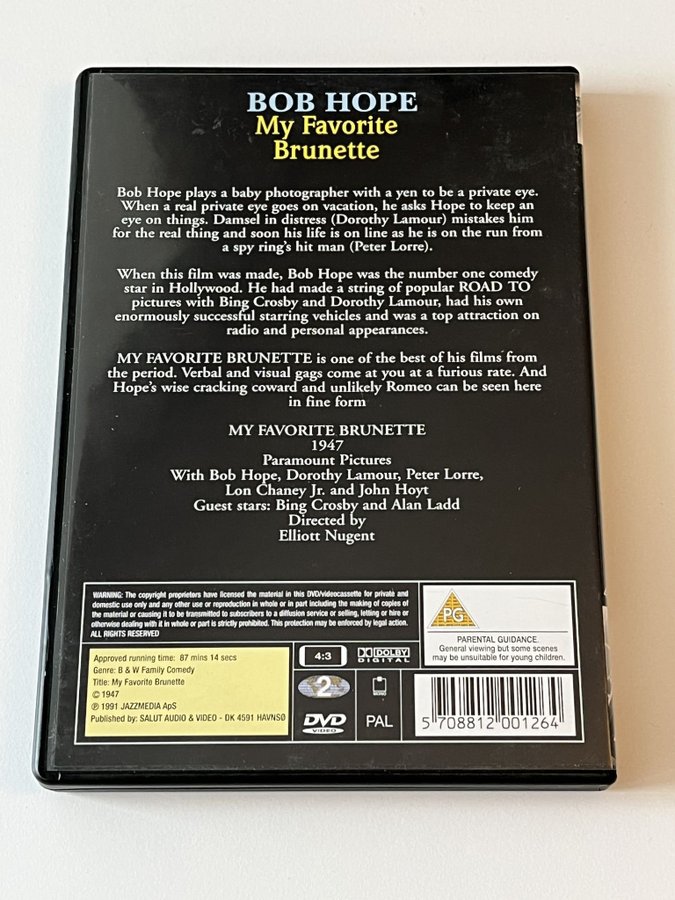 BOB HOPE
My Favorite
Brunette
Bob Hope plays a baby photographer with a yen to be a private eye.
When a real private eye goes on vacation, he asks Hope to keep an
eye on things. Damsel in distress (Dorothy Lamour) mistakes him
for the real thing and soon his life is on line as he is on the run from
a spy ring's hit man (Peter Lorre).
When this film was made, Bob Hope was the number one comedy
star in Hollywood. He had made a string of popular ROAD TO
pictures with Bing Crosby and Dorothy Lamour, had his own
enormously successful starring vehicles and was a top attraction on
radio and personal appearances.
MY FAVORITE BRUNETTE is one of the best of his films from
the period. Verbal and visual gags come at you at a furious rate. And
Hope's wise cracking coward and unlikely Romeo can be seen here
in fine form
MY FAVORITE BRUNETTE
1947
Paramount Pictures
With Bob Hope, Dorothy Lamour, Peter Lorre,
Lon Chaney Jr. and John Hoyt
Guest stars: Bing Crosby and Alan Ladd
Directed by
Elliott Nugent
WARNING: The copyright proprietors have licensed the material in this DVD/videocassette for private and
domestic use only and any other use or reproduction in whole or in part including the making of copies of
the material or causing it to be transmitted to subscribers to a diffusion service or selling, letting or hire or
otherwise dealing with it in whole or part is strictly prohibited. This protection may be enforced by legal action.
ALL RIGHTS RESERVED
PG
PARENTAL GUIDANCE.
General viewing but some scenes
may be unsuitable for young children.
Approved running time: 87 mins 14 secs
Genre: B & W Family Comedy
Title: My Favorite Brunette
© 1947
℗ 1991 JAZZMEDIA ApS
Published by: SALUT AUDIO & VIDEO - DK 4591 HAVNSØ
4:3
DOLBY
DIGITAL
2
DVD
VIDEO
PAL
5 708812 001264